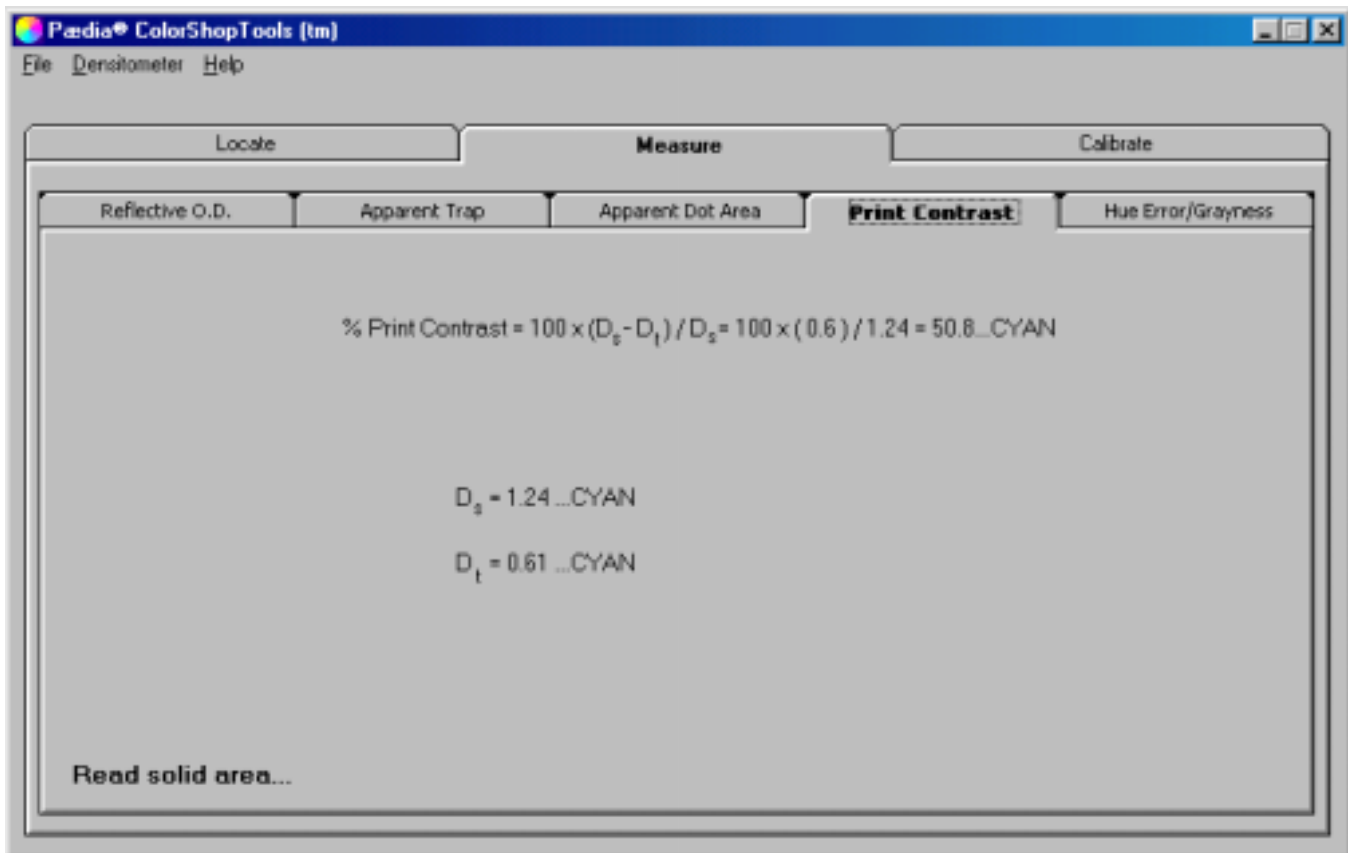 Pædia® ColorShopTools (tm)
File Densitometer Help
Locate Measure Calibrate
Reflective O.D. Apparent Trap Apparent Dot Area Print Contrast Hue Error/Grayness
% Print Contrast = 100 x (Ds - Dt) / Ds = 100 x ( 0.6 ) / 1.24 = 50.8...CYAN
Ds = 1.24 ...CYAN
Dt = 0.61 ...CYAN
Read solid area...